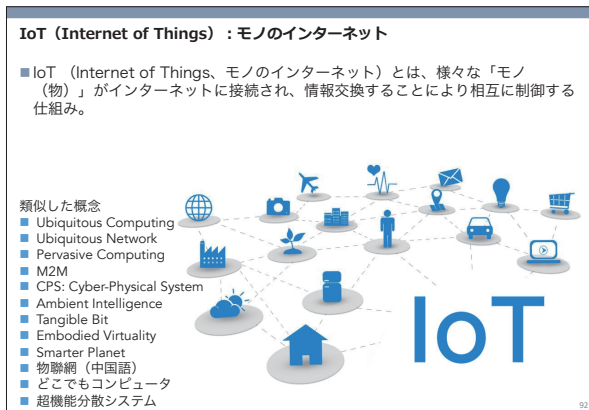 IoT（Internet of Things）：モノのインターネット
■IoT （Internet of Things、モノのインターネット）とは、様々な「モノ
（物）」がインターネットに接続され、情報交換することにより相互に制御する
仕組み。
類似した概念
■ Ubiquitous Computing
■ Ubiquitous Network
■ Pervasive Computing
■ M2M
■ CPS: Cyber-Physical System
■ Ambient Intelligence
■ Tangible Bit
■ Embodied Virtuality
■ Smarter Planet
■ 物聯網（中国語）
■ どこでもコンピュータ
■ 超機能分散システム
IoT
92